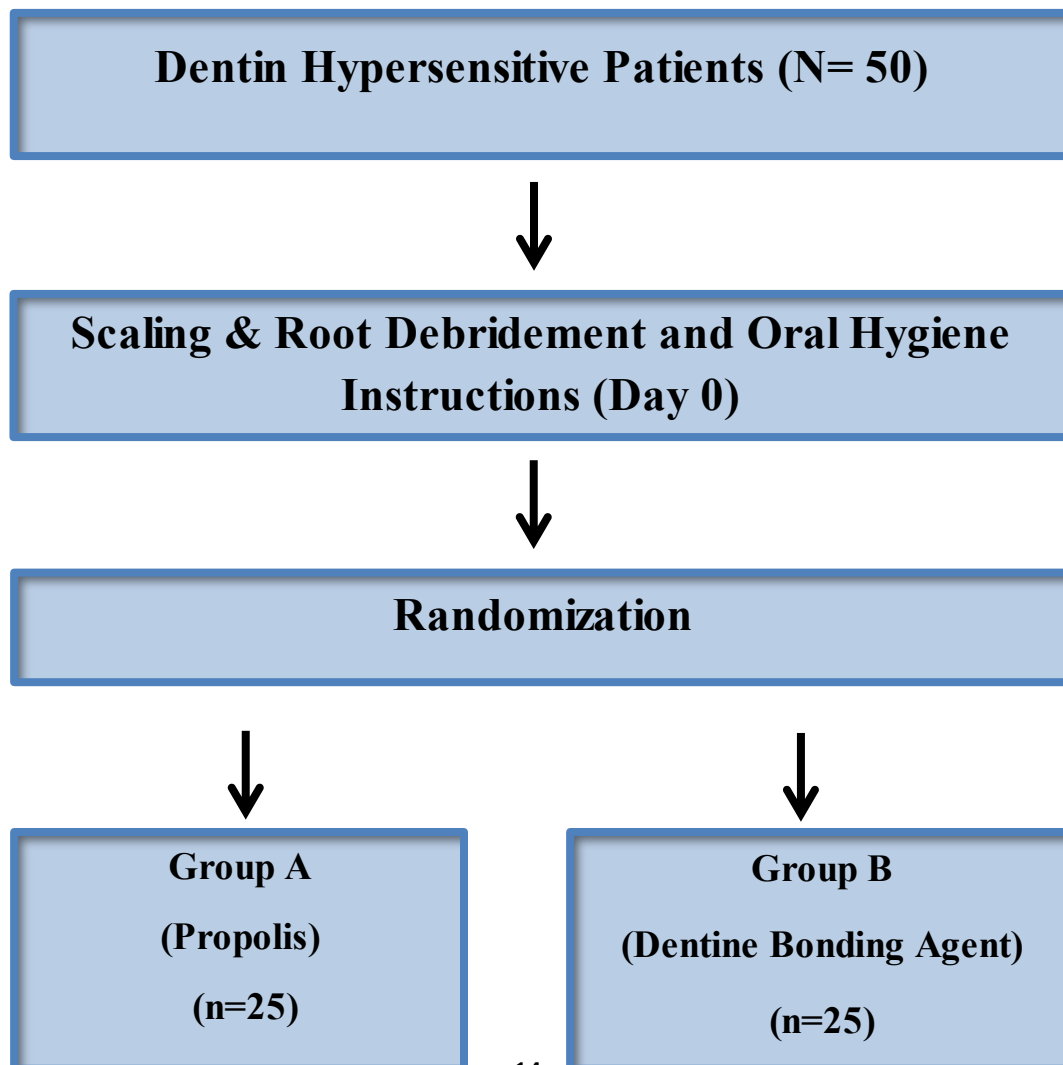 Dentin Hypersensitive Patients (N= 50)
Scaling & Root Debridement and Oral Hygiene
Instructions (Day 0)
Randomization
Group A
(Propolis)
(n=25)
Group B
(Dentine Bonding Agent)
(n=25)